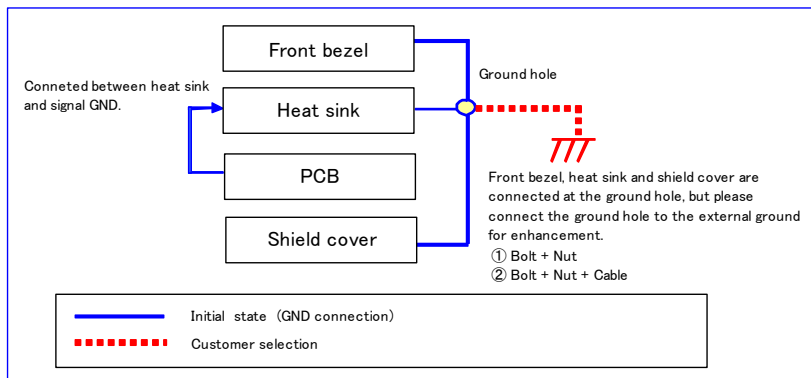 Front bezel
Ground hole
Conneted between heat sink
and signal GND.
Heat sink
PCB
Front bezel, heat sink and shield cover are
connected at the ground hole, but please
connect the ground hole to the external ground
for enhancement.
① Bolt + Nut
② Bolt + Nut + Cable
Shield cover
Initial state (GND connection)
Customer selection